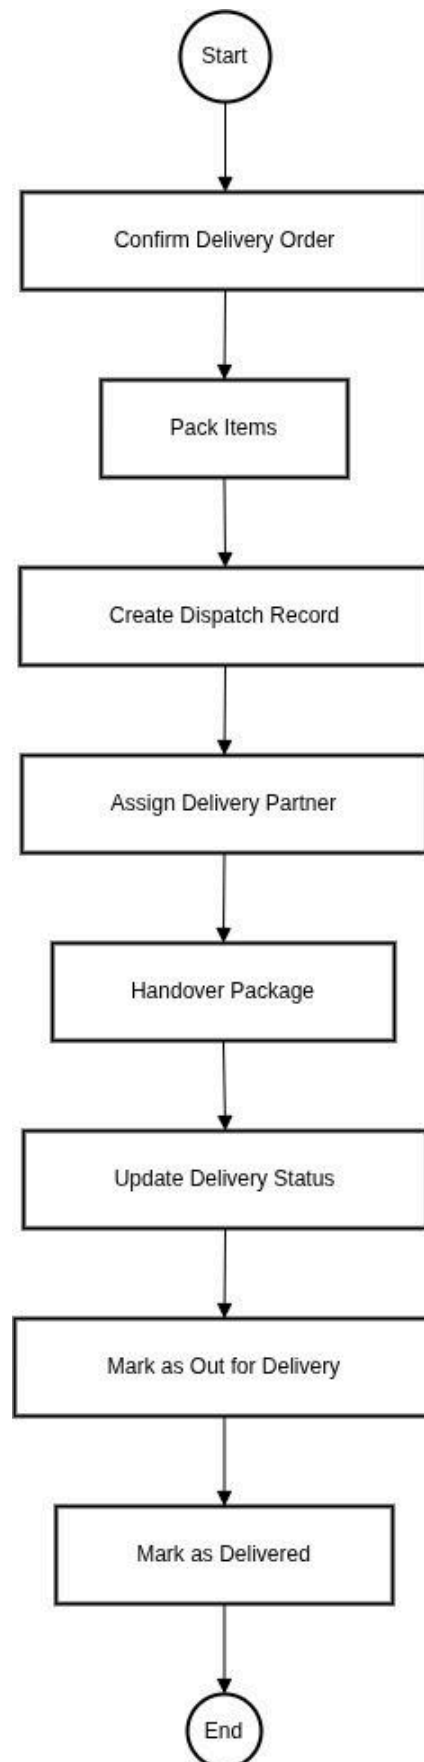 Start
Confirm Delivery Order
Pack Items
Create Dispatch Record
Assign Delivery Partner
Handover Package
Update Delivery Status
Mark as Out for Delivery
Mark as Delivered
End